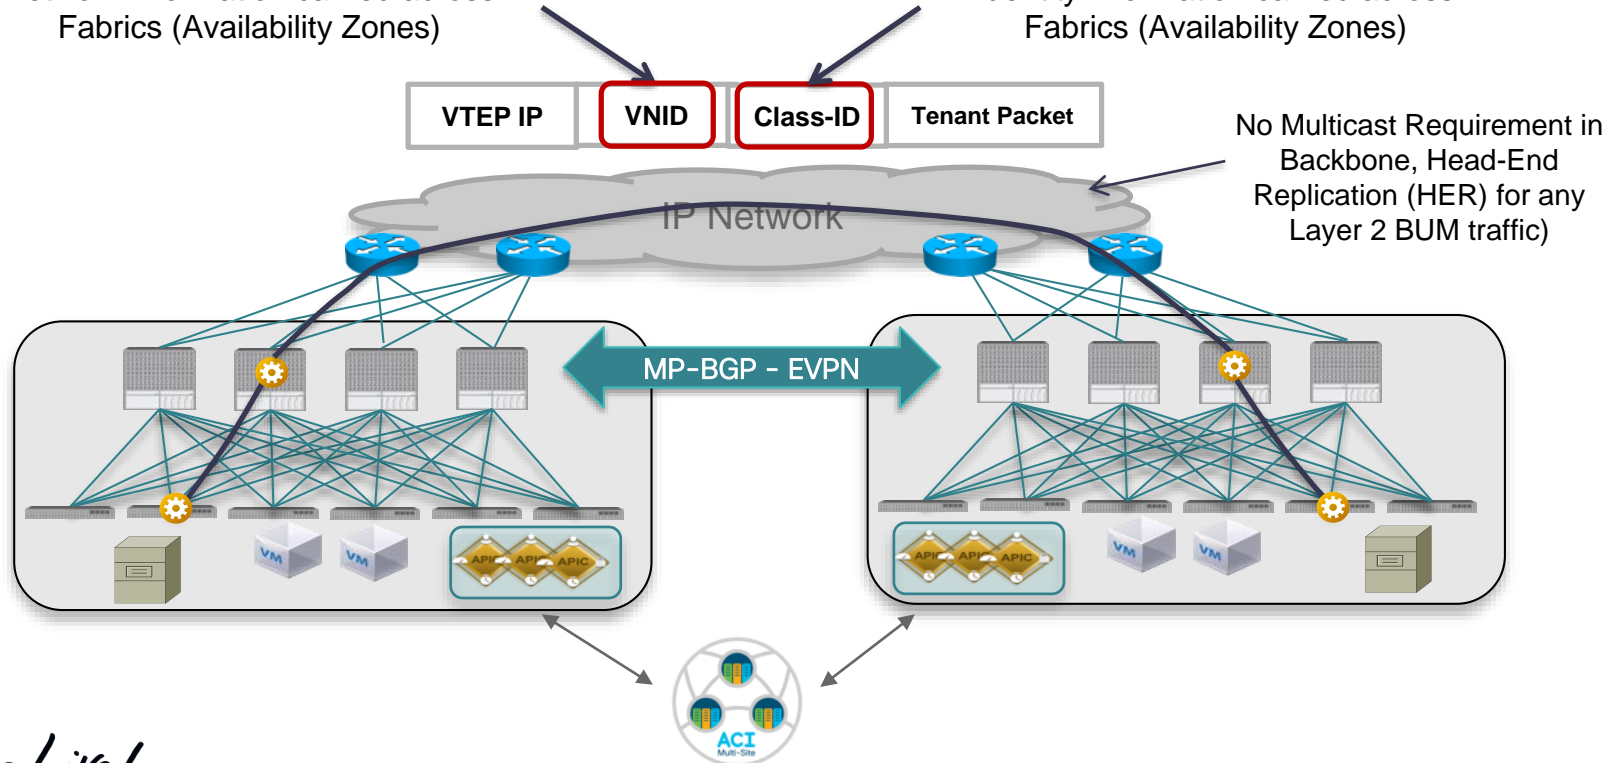 Fabrics (Availability Zones)
Fabrics (Availability Zones)
VTEP IP VNID Class-ID Tenant Packet
No Multicast Requirement in
Backbone, Head-End
Replication (HER) for any
Layer 2 BUM traffic)
IP Network
MP-BGP - EVPN
VM VM APIC APIC APIC
APIC APIC APIC VM VM
ACI
Multi-Site